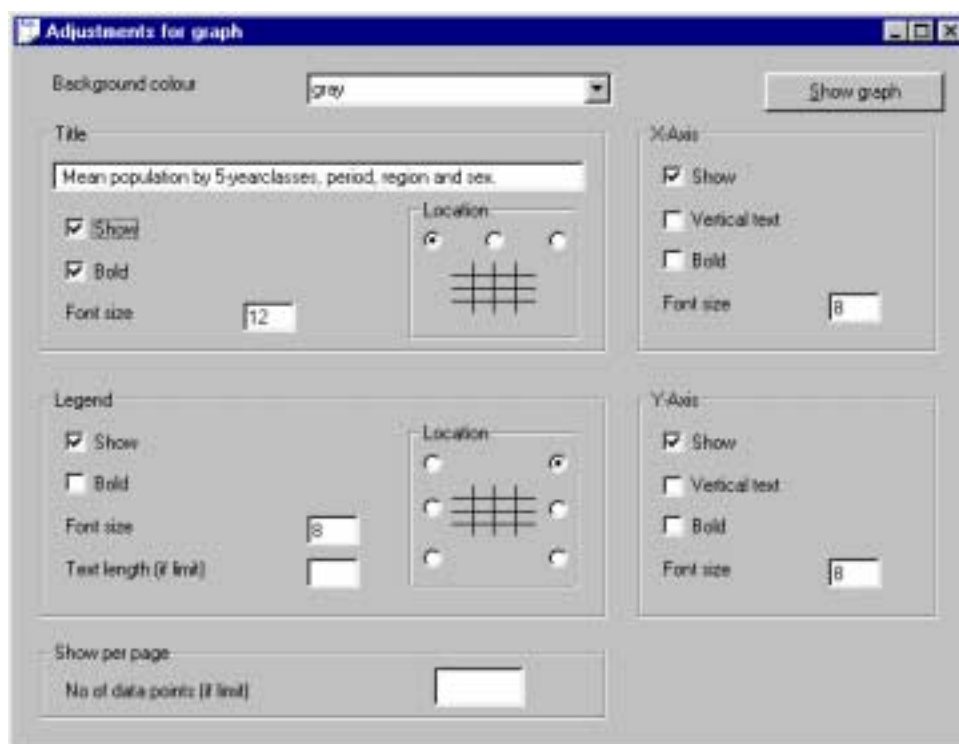 Adjustments for graph
Background colour
gray
Show graph
Title
Mean population by 5-yearclasses, period, region and sex.
Show
Bold
Font size
12
Location
X-Axis
Show
Vertical text
Bold
Font size
8
Legend
Show
Bold
Font size
8
Text length (if limit)
Location
Y-Axis
Show
Vertical text
Bold
Font size
8
Show per page
No of data points (if limit)